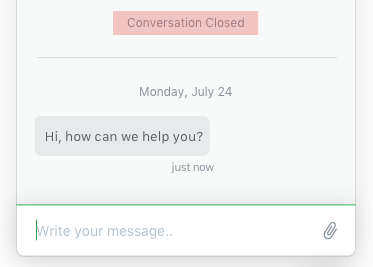 Conversation Closed
Monday, July 24
Hi, how can we help you?
just now
Write your message..